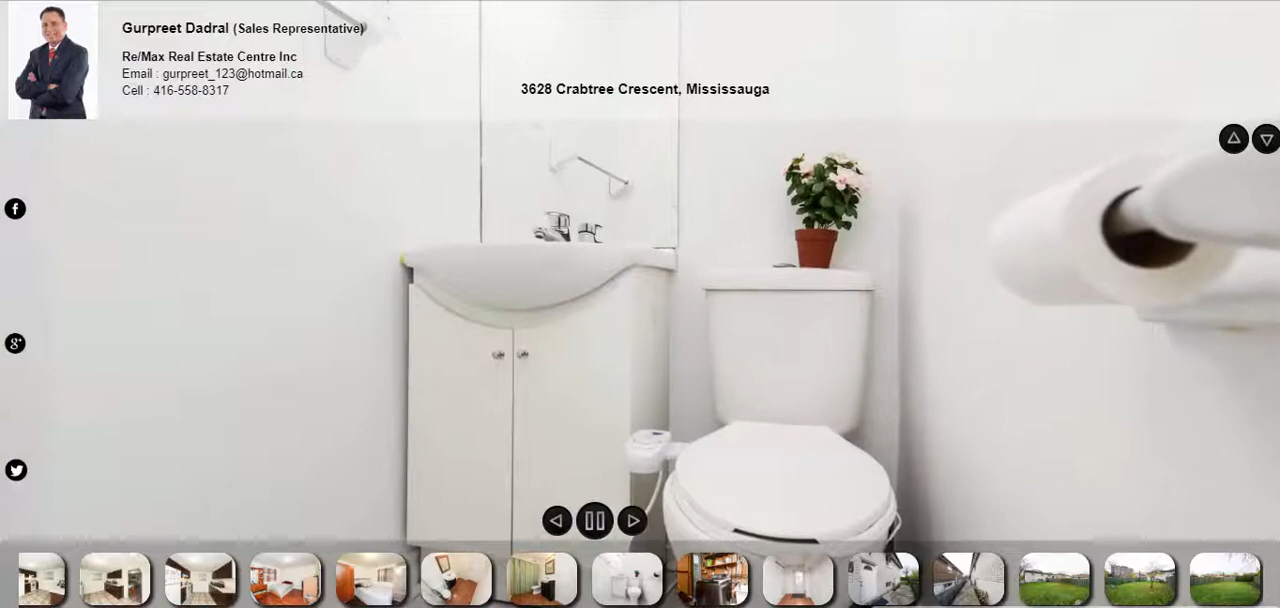 Gurpreet Dadral (Sales Representative)
Re/Max Real Estate Centre Inc
Email : gurpreet_123@hotmail.ca
Cell : 416-558-8317
3628 Crabtree Crescent, Mississauga